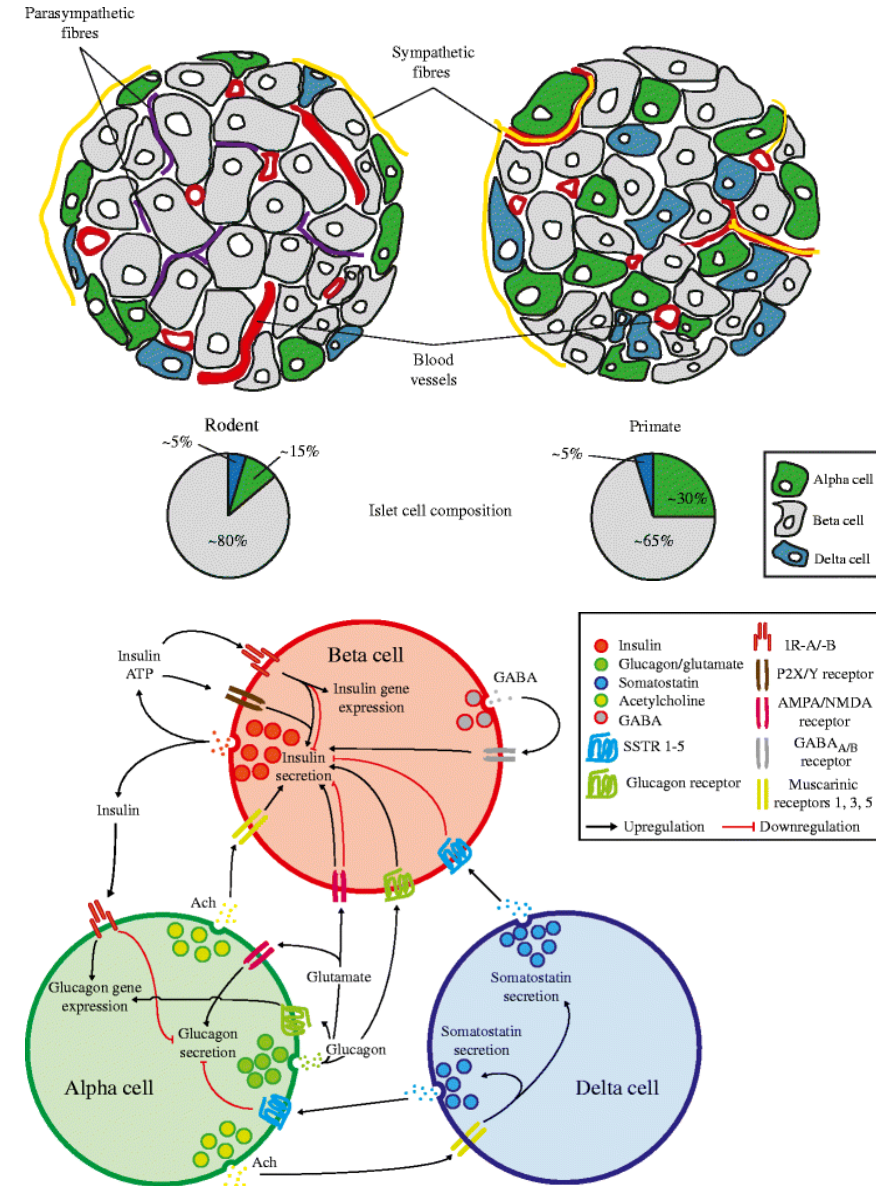 Parasympathetic
fibres
Sympathetic
fibres
Blood
vessels
Rodent
~5%
~15%
~80%
Islet cell composition
Primate
~5%
~30%
~65%
Alpha cell
Beta cell
Delta cell
Beta cell
Insulin
ATP
Insulin gene
expression
Insulin
secretion
GABA
Insulin
Ach
Glucagon gene
expression
Glucagon
secretion
Glutamate
Glucagon
Alpha cell
Ach
Somatostatin
secretion
Somatostatin
secretion
Delta cell
Insulin
Glucagon/glutamate
Somatostatin
Acetylcholine
GABA
SSTR 1-5
Glucagon receptor
IR-A/-B
P2X/Y receptor
AMPA/NMDA
receptor
GABAA/B
receptor
Muscarinic
receptors 1, 3, 5
Upregulation
Downregulation